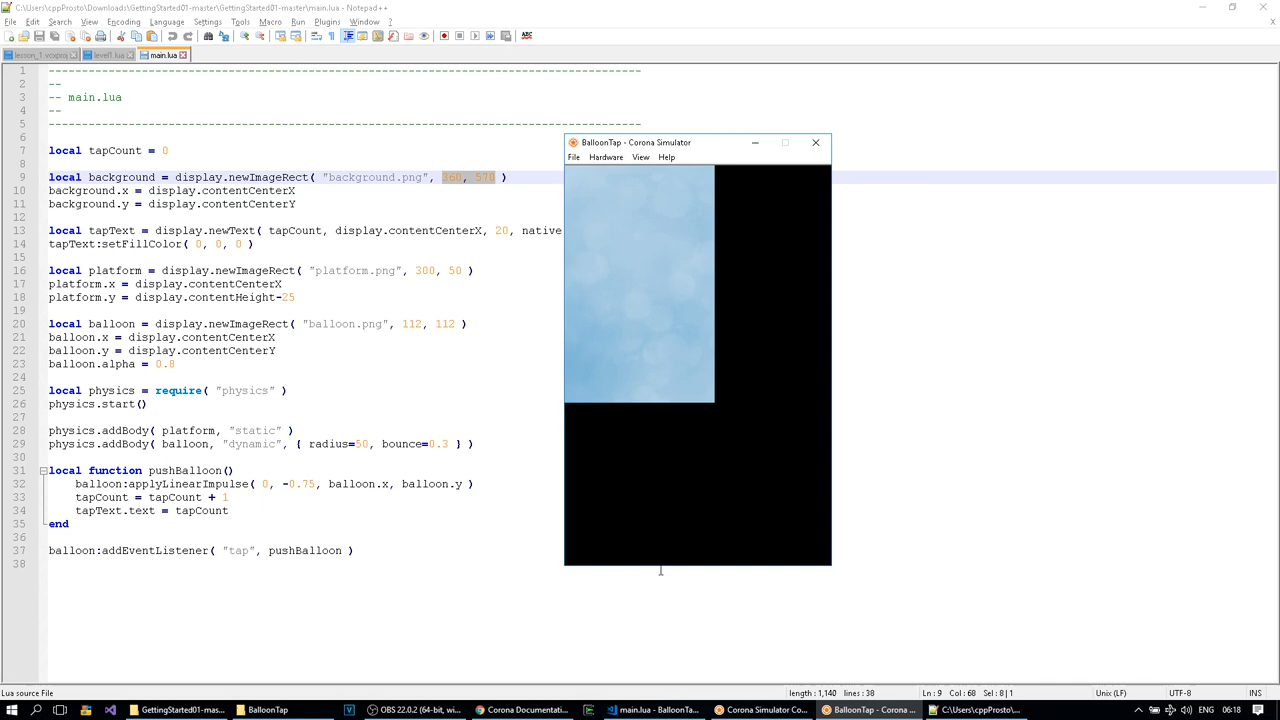 C:\Users\cppProsto\Downloads\GettingStarted01-master\GettingStarted01-master\main.lua - Notepad++
File Edit Search View Encoding Language Settings Tools Macro Run Plugins Window ?
lesson_1.vcxproj level1.lua main.lua
1 --------------------------------------------------------------------------------
2 --
3 -- main.lua
4 --
5 --------------------------------------------------------------------------------
6
7 local tapCount = 0
8
9 local background = display.newImageRect( "background.png", 360, 570 )
10 background.x = display.contentCenterX
11 background.y = display.contentCenterY
12
13 local tapText = display.newText( tapCount, display.contentCenterX, 20, native
14 tapText:setFillColor( 0, 0, 0 )
15
16 local platform = display.newImageRect( "platform.png", 300, 50 )
17 platform.x = display.contentCenterX
18 platform.y = display.contentHeight-25
19
20 local balloon = display.newImageRect( "balloon.png", 112, 112 )
21 balloon.x = display.contentCenterX
22 balloon.y = display.contentCenterY
23 balloon.alpha = 0.8
24
25 local physics = require( "physics" )
26 physics.start()
27
28 physics.addBody( platform, "static" )
29 physics.addBody( balloon, "dynamic", { radius=50, bounce=0.3 } )
30
31 local function pushBalloon()
32 balloon:applyLinearImpulse( 0, -0.75, balloon.x, balloon.y )
33 tapCount = tapCount + 1
34 tapText.text = tapCount
35 end
36
37 balloon:addEventListener( "tap", pushBalloon )
38
BalloonTap - Corona Simulator
File Hardware View Help
Lua source File length : 1,140 lines : 38 Ln : 9 Col : 68 Sel : 8 | 1 Unix (LF) UTF-8 INS
GettingStarted01-mas... BalloonTap OBS 22.0.2 (64-bit, wi... Corona Documentati... main.lua - BalloonTa... Corona Simulator Co... BalloonTap - Corona ... C:\Users\cppProsto\... ENG 06:18